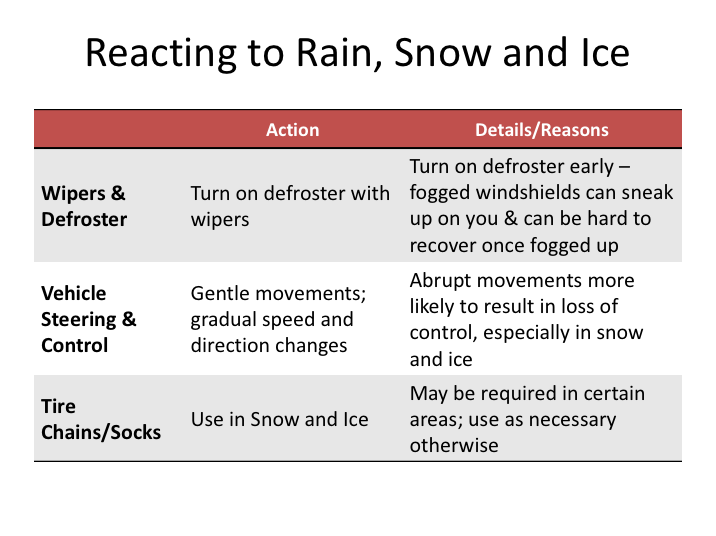 Reacting to Rain, Snow and Ice
Action
Details/Reasons
Wipers &
Defroster
Turn on defroster with
wipers
Turn on defroster early –
fogged windshields can sneak
up on you & can be hard to
recover once fogged up
Vehicle
Steering &
Control
Gentle movements;
gradual speed and
direction changes
Abrupt movements more
likely to result in loss of
control, especially in snow
and ice
Tire
Chains/Socks
Use in Snow and Ice
May be required in certain
areas; use as necessary
otherwise